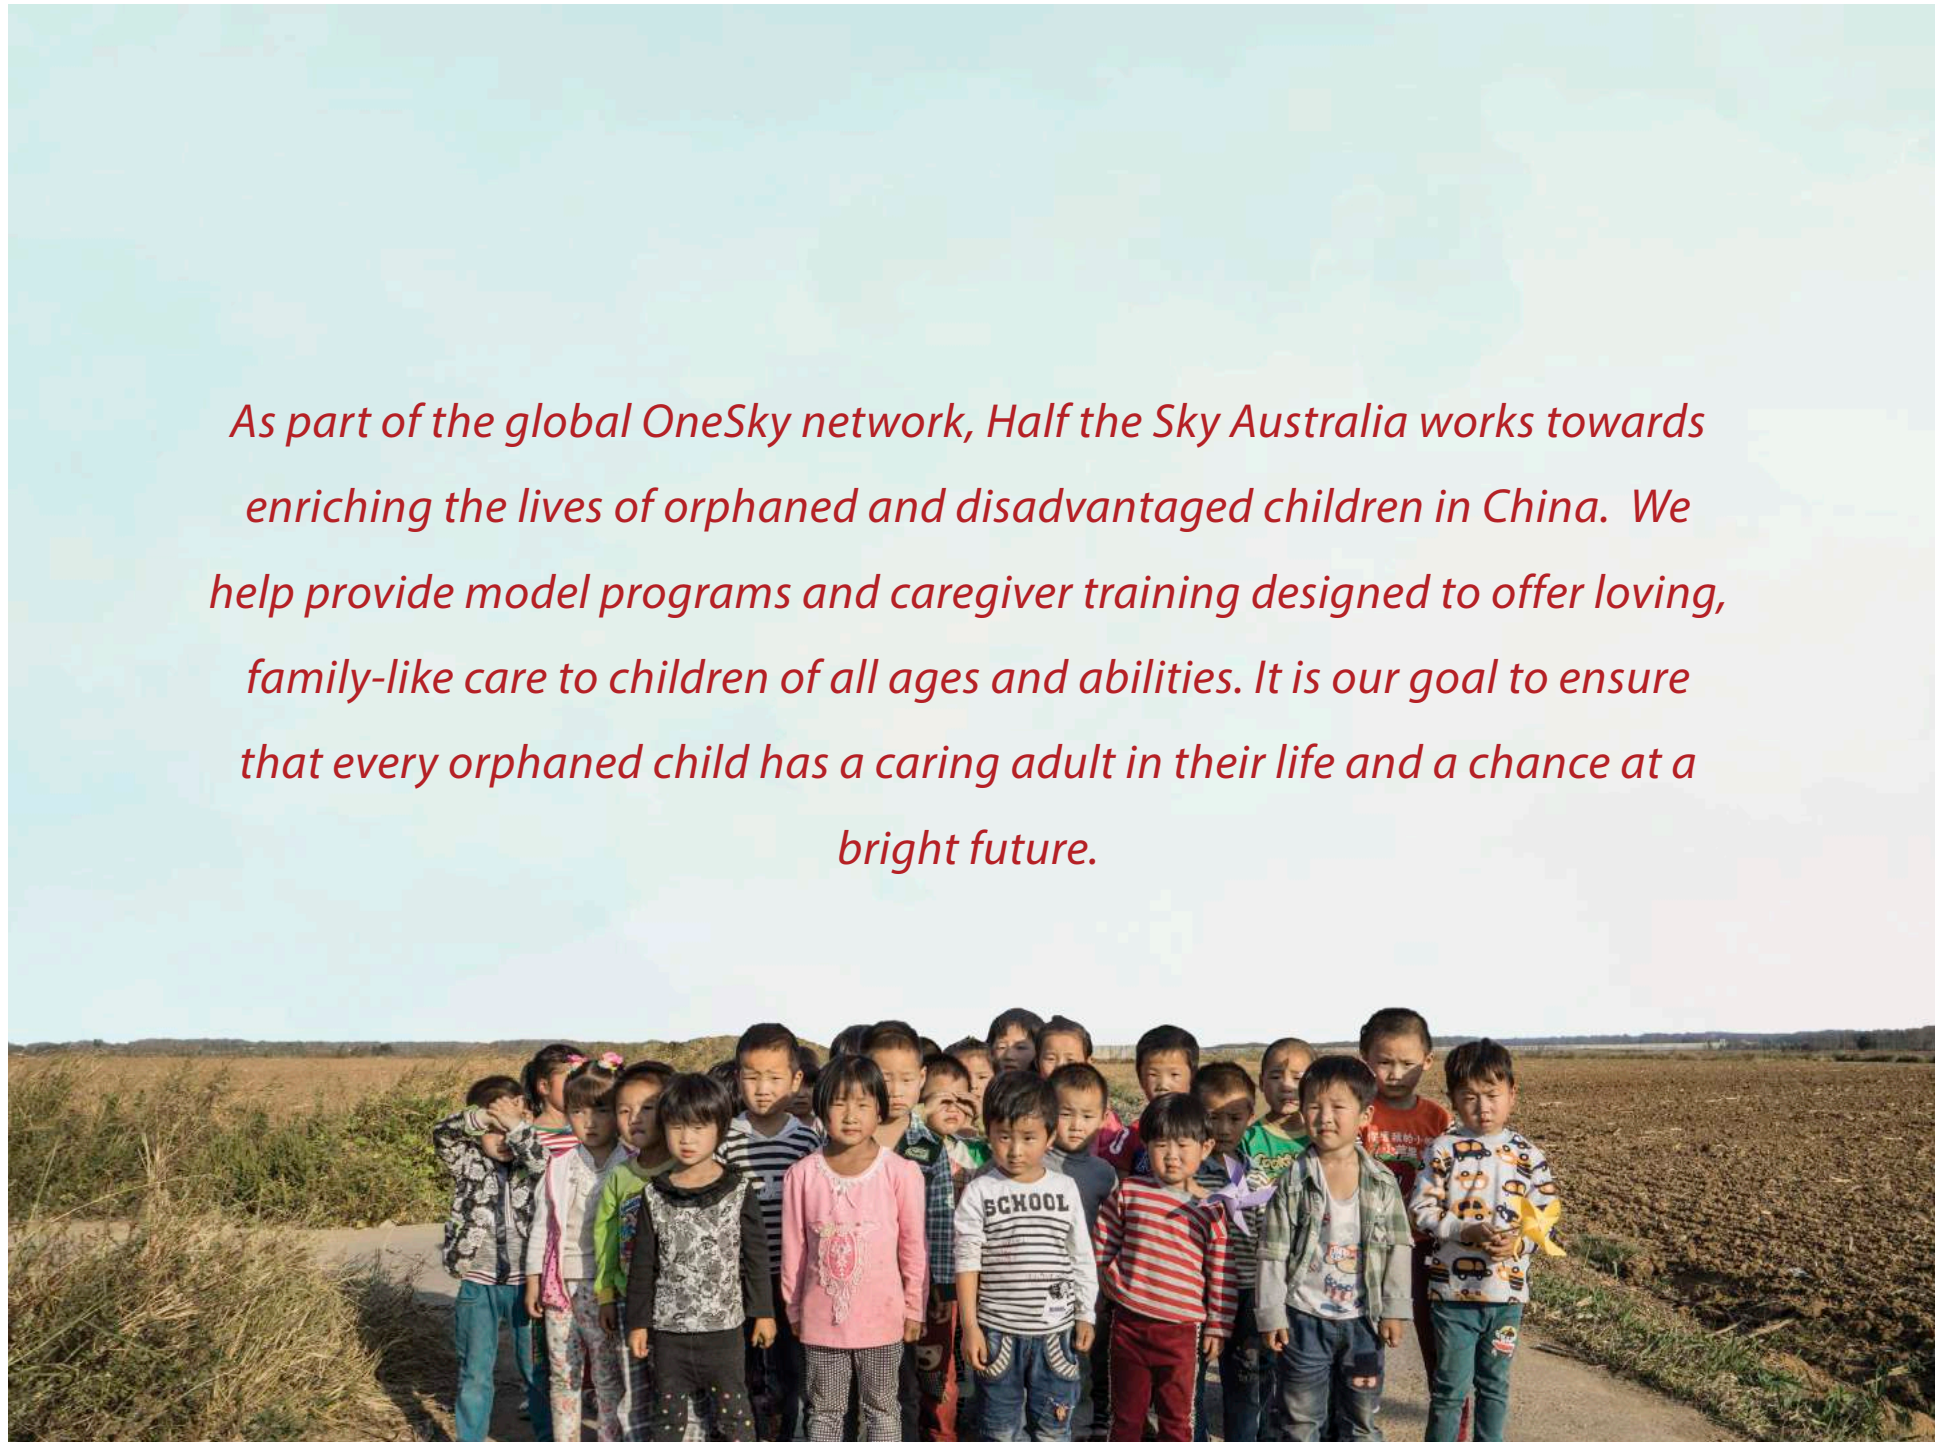 As part of the global OneSky network, Half the Sky Australia works towards
enriching the lives of orphaned and disadvantaged children in China.  We
help provide model programs and caregiver training designed to offer loving,
family-like care to children of all ages and abilities. It is our goal to ensure
that every orphaned child has a caring adult in their life and a chance at a
bright future.
SCHOOL